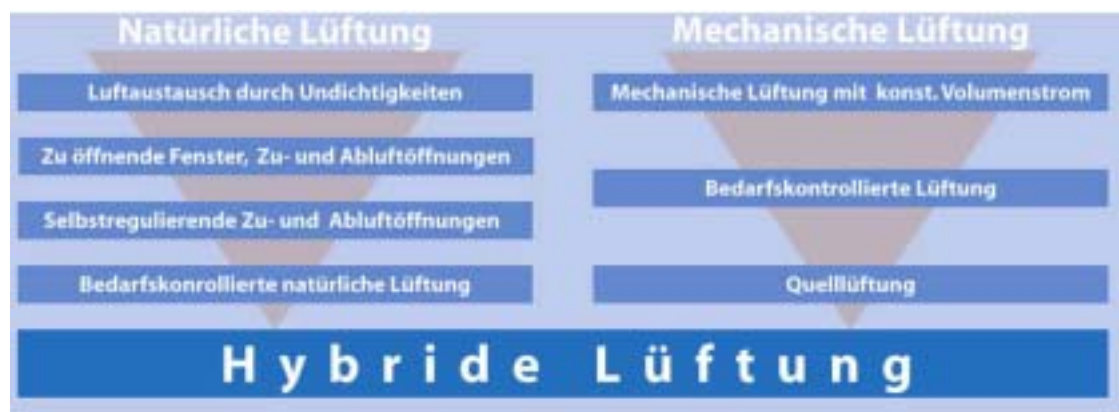 Natürliche Lüftung
Luftaustausch durch Undichtigkeiten
Zu öffnende Fenster, Zu- und Abluftöffnungen
Selbstregulierende Zu- und Abluftöffnungen
Bedarfskonrollierte natürliche Lüftung
Mechanische Lüftung
Mechanische Lüftung mit konst. Volumenstrom
Bedarfskontrollierte Lüftung
Quelllüftung
Hybride Lüftung